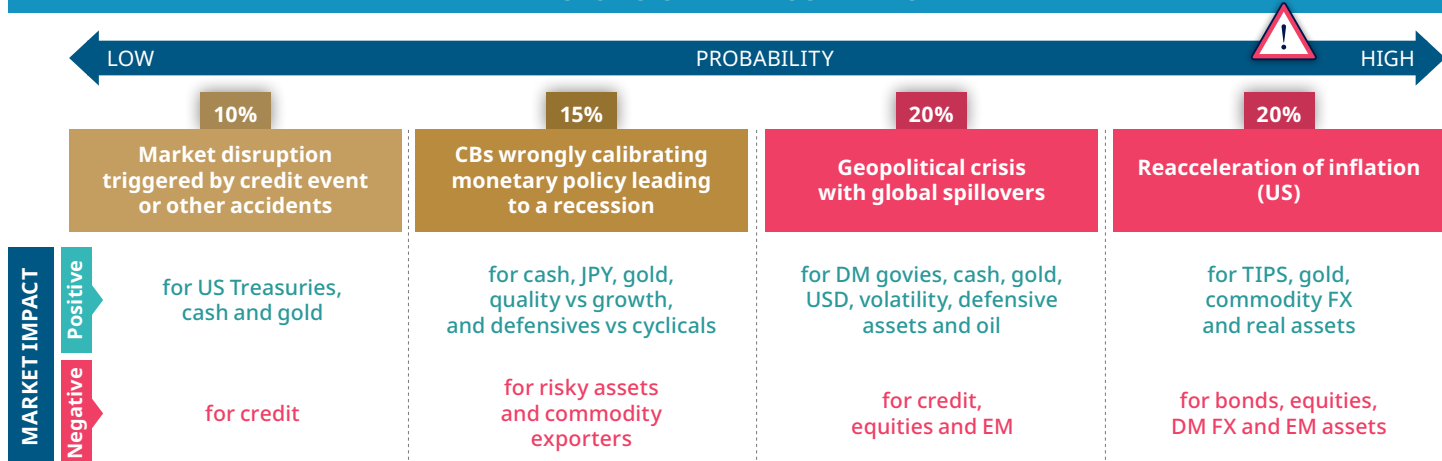 LOW PROBABILITY HIGH
!
10%
15%
20%
20%
Market disruption
triggered by credit event
or other accidents
CBs wrongly calibrating
monetary policy leading
to a recession
Geopolitical crisis
with global spillovers
Reacceleration of inflation
(US)
MARKET IMPACT
Positive
for US Treasuries,
cash and gold
for cash, JPY, gold,
quality vs growth,
and defensives vs cyclicals
for DM govies, cash, gold,
USD, volatility, defensive
assets and oil
for TIPS, gold,
commodity FX
and real assets
Negative
for credit
for risky assets
and commodity
exporters
for credit,
equities and EM
for bonds, equities,
DM FX and EM assets